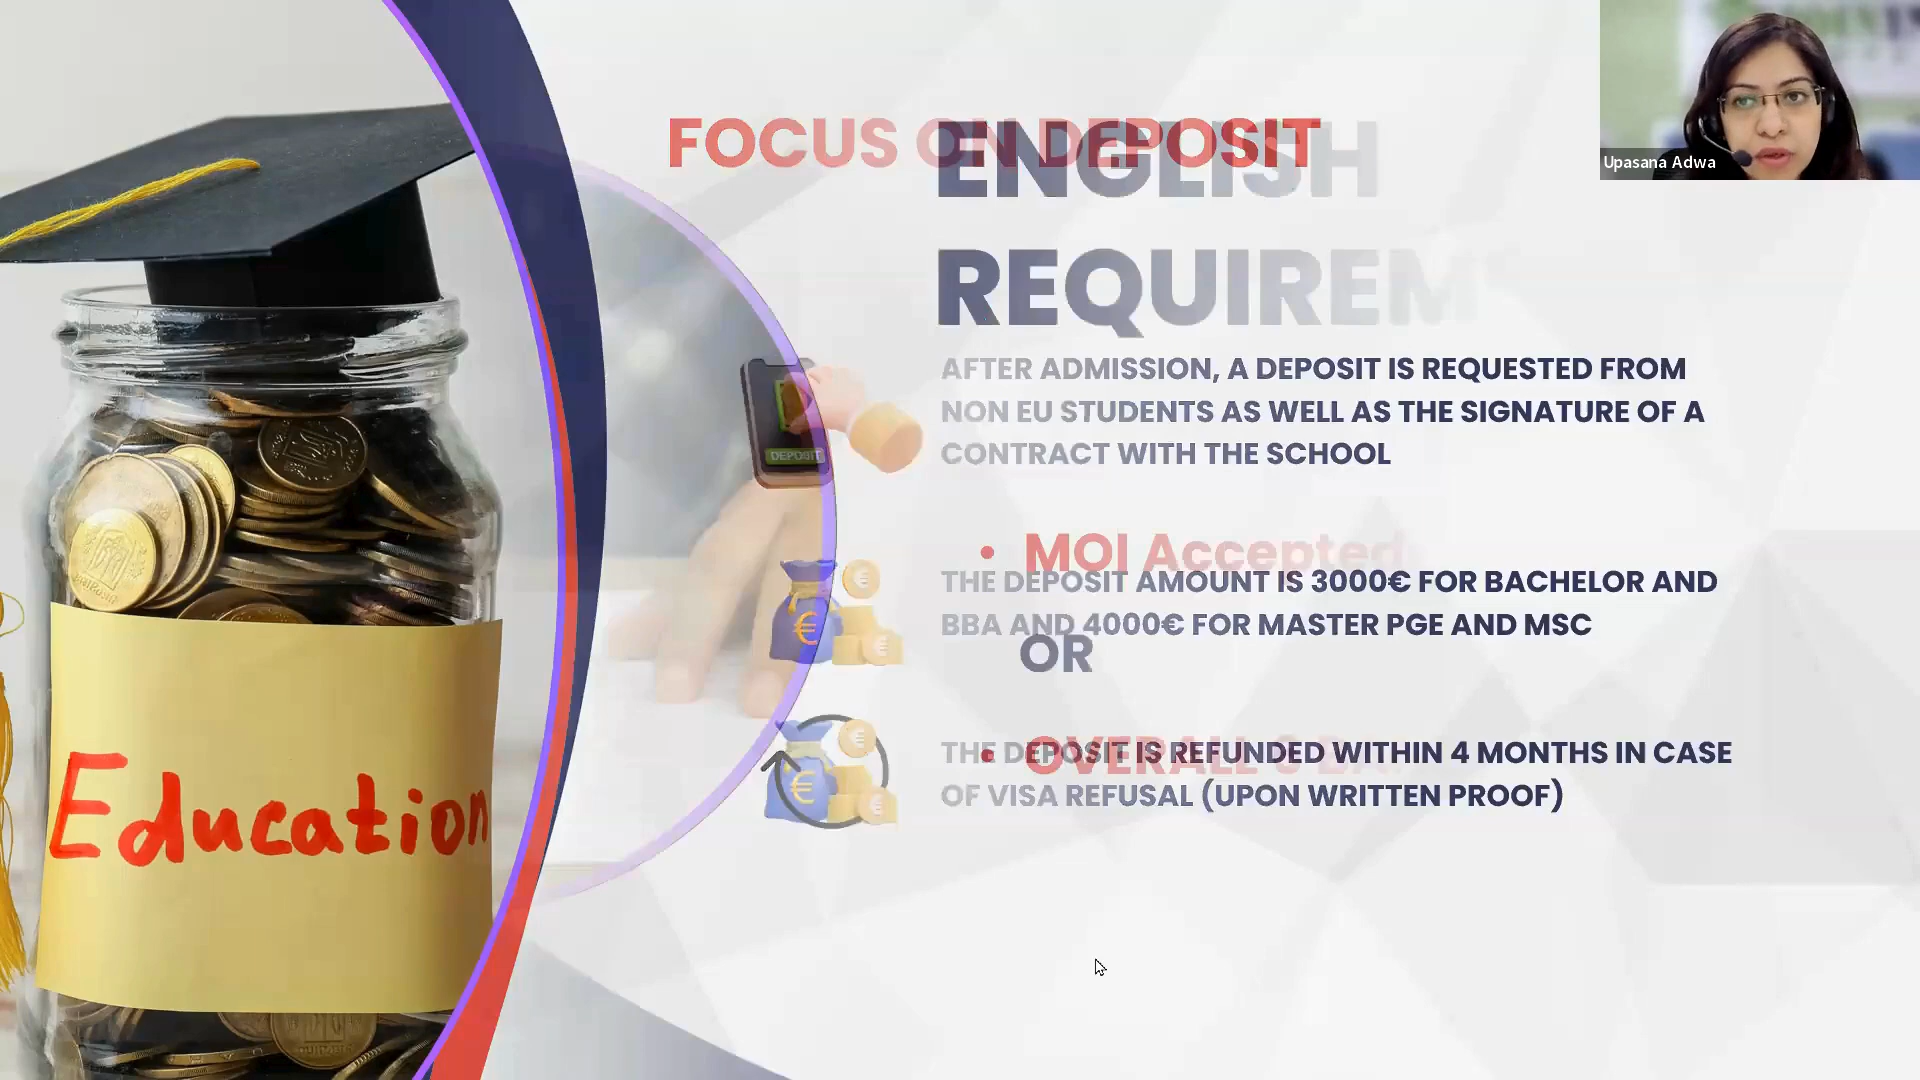 FOCUS ON DEPOSIT
ENGLISH
Upasana Adwa
AFTER ADMISSION, A DEPOSIT IS REQUESTED FROM
NON EU STUDENTS AS WELL AS THE SIGNATURE OF A
CONTRACT WITH THE SCHOOL
DEPOSIT
MOI Accepted
THE DEPOSIT AMOUNT IS 3000€ FOR BACHELOR AND
BBA AND 4000€ FOR MASTER PGE AND MSC
OR
THE DEPOSIT IS REFUNDED WITHIN 4 MONTHS IN CASE
OVERALL
OF VISA REFUSAL (UPON WRITTEN PROOF)
Education